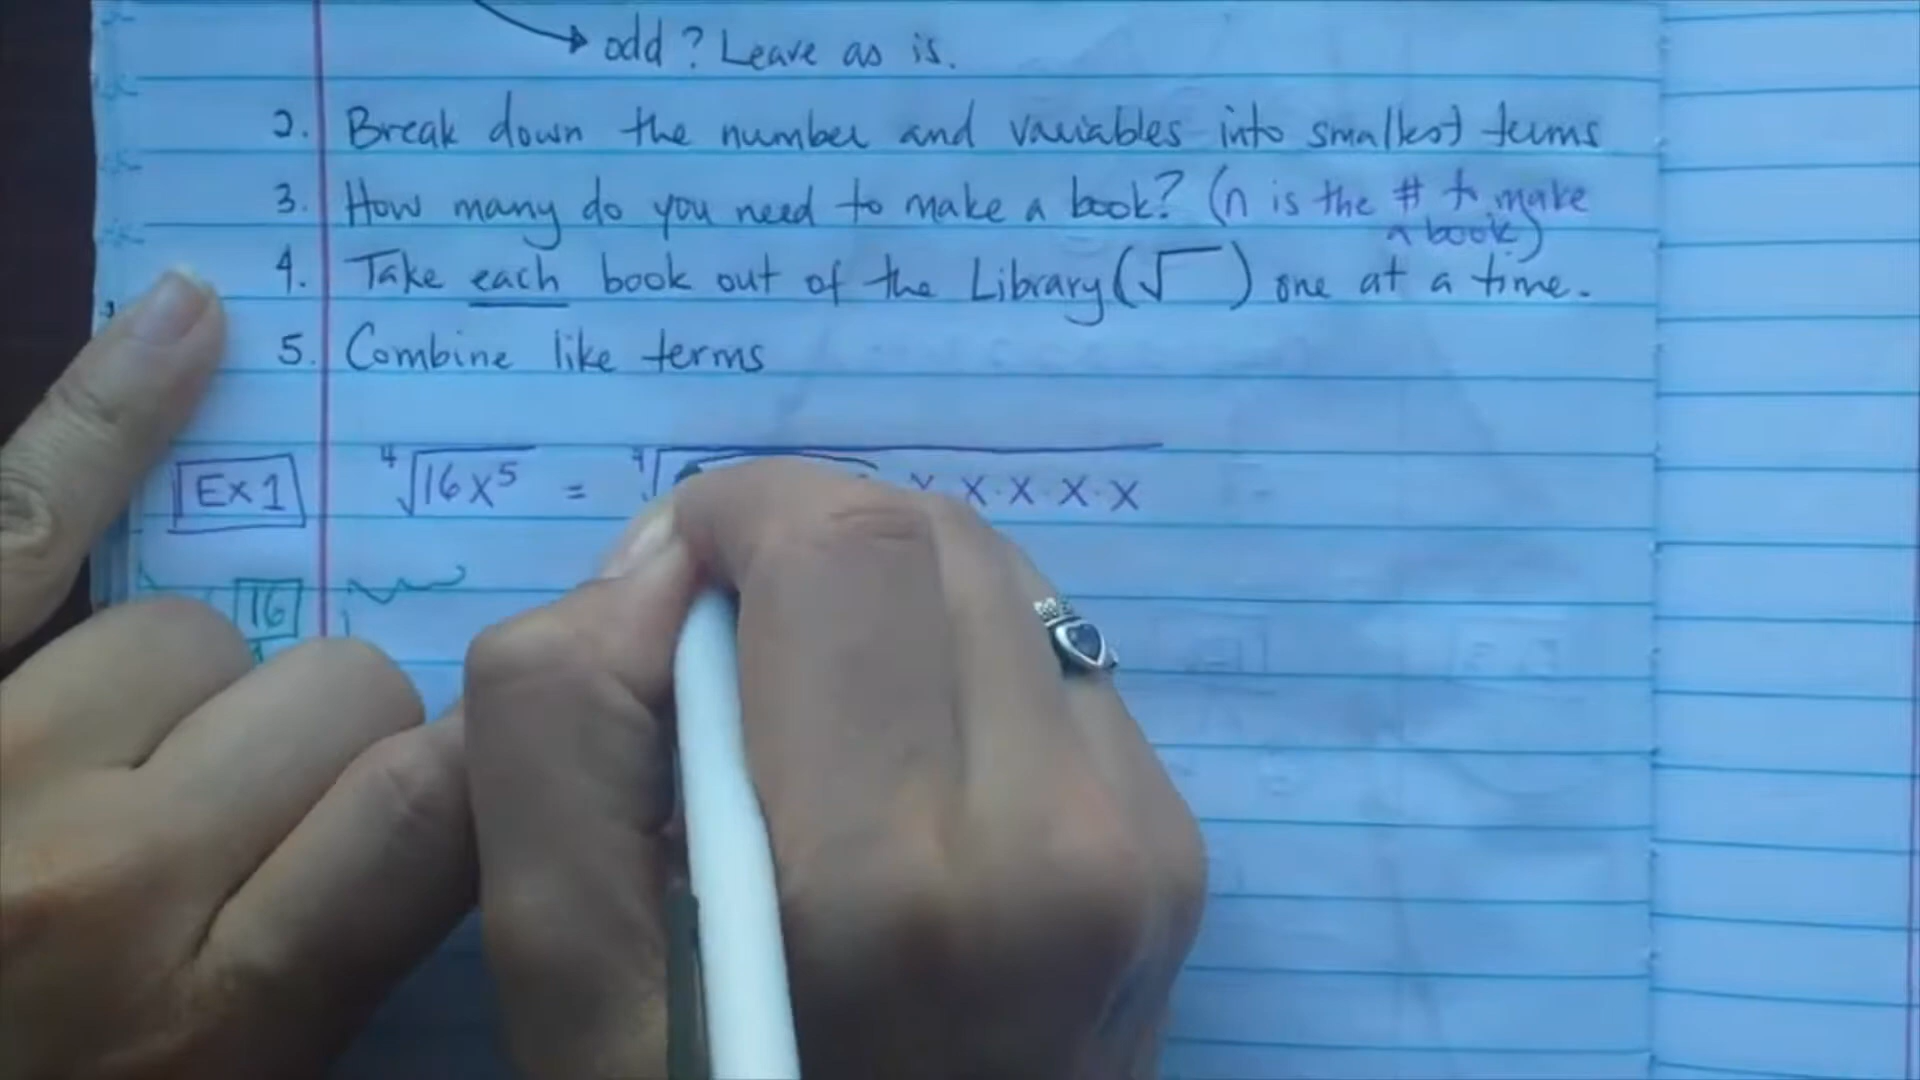 odd? Leave as is.
2. Break down the number and variables into smallest terms
3. How many do you need to make a book? (n is the # to make
a book)
4. Take each book out of the Library (√ ) one at a time.
5. Combine like terms
Ex 1 ⁴√16x⁵ = ⁴√ x x · x · x · x
16